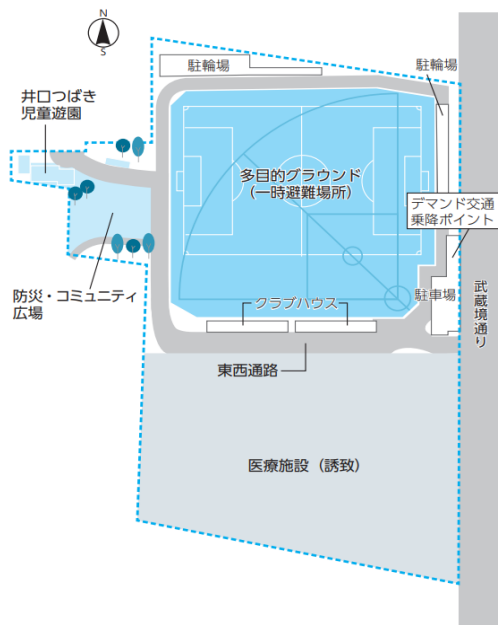 N
S
駐輪場
駐輪場
井口つばき
児童遊園
多目的グラウンド
（一時避難場所）
デマンド交通
乗降ポイント
防災・コミュニティ
広場
クラブハウス
駐車場
武蔵境通り
東西通路
医療施設（誘致）